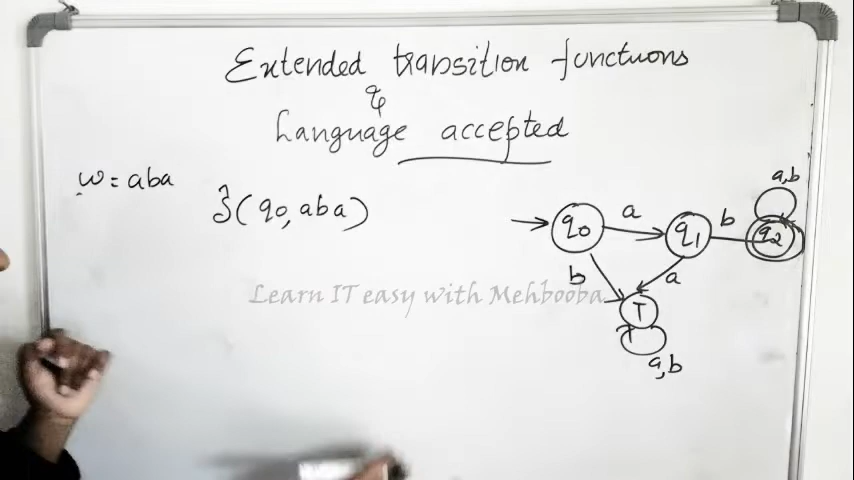 Extended transition functions
&
Language accepted
w = aba
δ̂(q0, aba)
a,b
q0 a q1 b q2
b a
Learn IT easy with Mehbooba
T
a,b